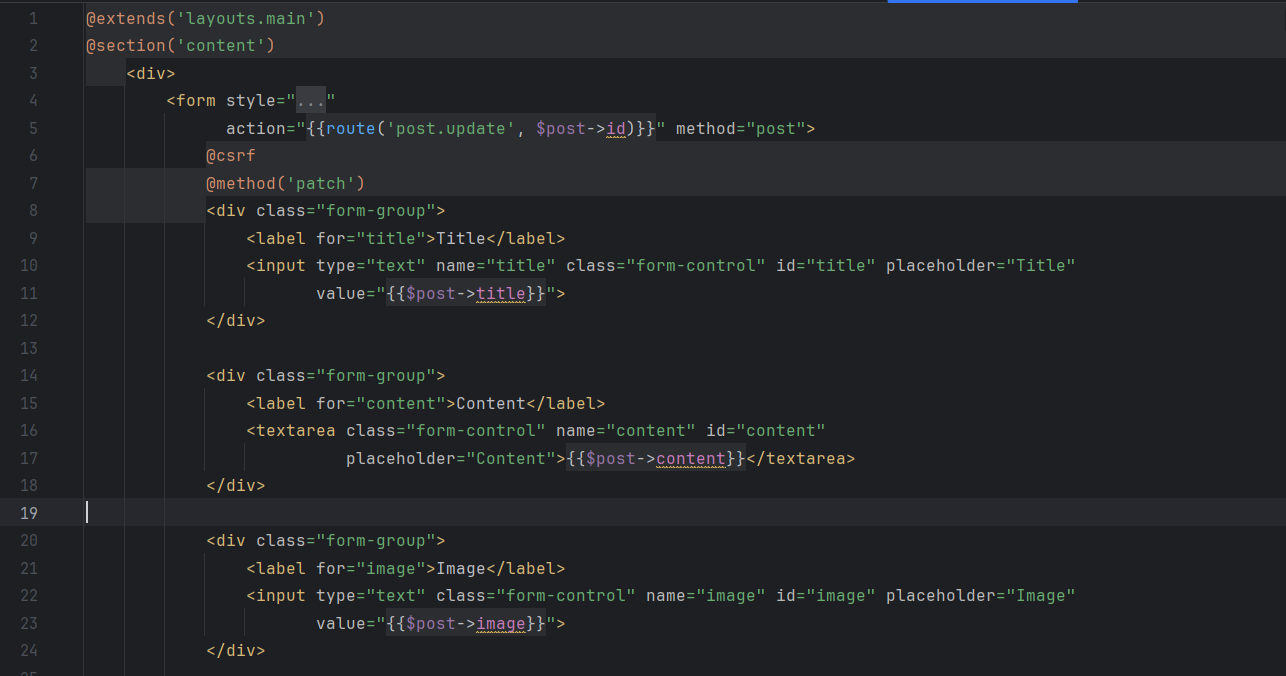 1 @extends('layouts.main')
2 @section('content')
3 <div>
4 <form style="..."
5 action="{{route('post.update', $post->id)}}" method="post">
6 @csrf
7 @method('patch')
8 <div class="form-group">
9 <label for="title">Title</label>
10 <input type="text" name="title" class="form-control" id="title" placeholder="Title"
11 value="{{$post->title}}">
12 </div>
13
14 <div class="form-group">
15 <label for="content">Content</label>
16 <textarea class="form-control" name="content" id="content"
17 placeholder="Content">{{$post->content}}</textarea>
18 </div>
19
20 <div class="form-group">
21 <label for="image">Image</label>
22 <input type="text" class="form-control" name="image" id="image" placeholder="Image"
23 value="{{$post->image}}">
24 </div>